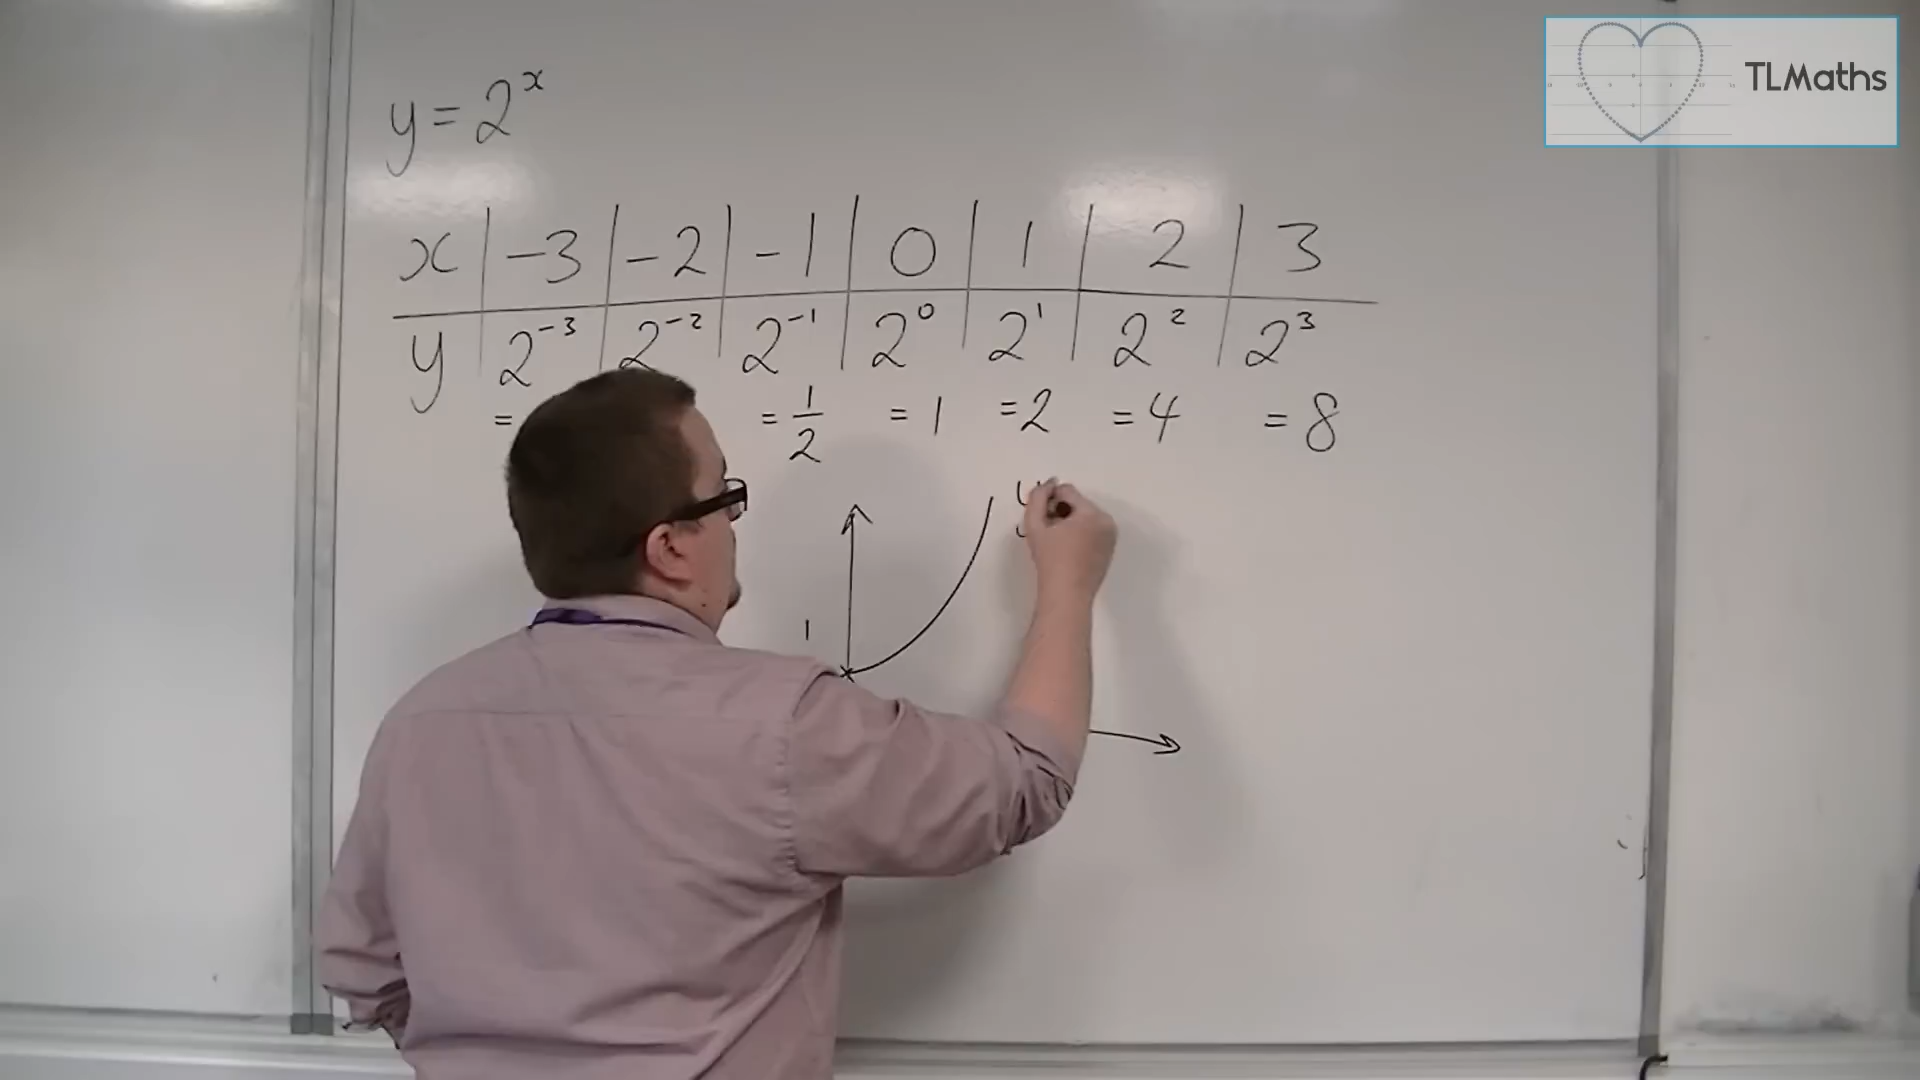 TLMaths
y = 2^x
x | -3 | -2 | -1 | 0 | 1 | 2 | 3
y | 2^-3 | 2^-2 | 2^-1 | 2^0 | 2^1 | 2^2 | 2^3
= = 1/2 = 1 = 2 = 4 = 8
y
1